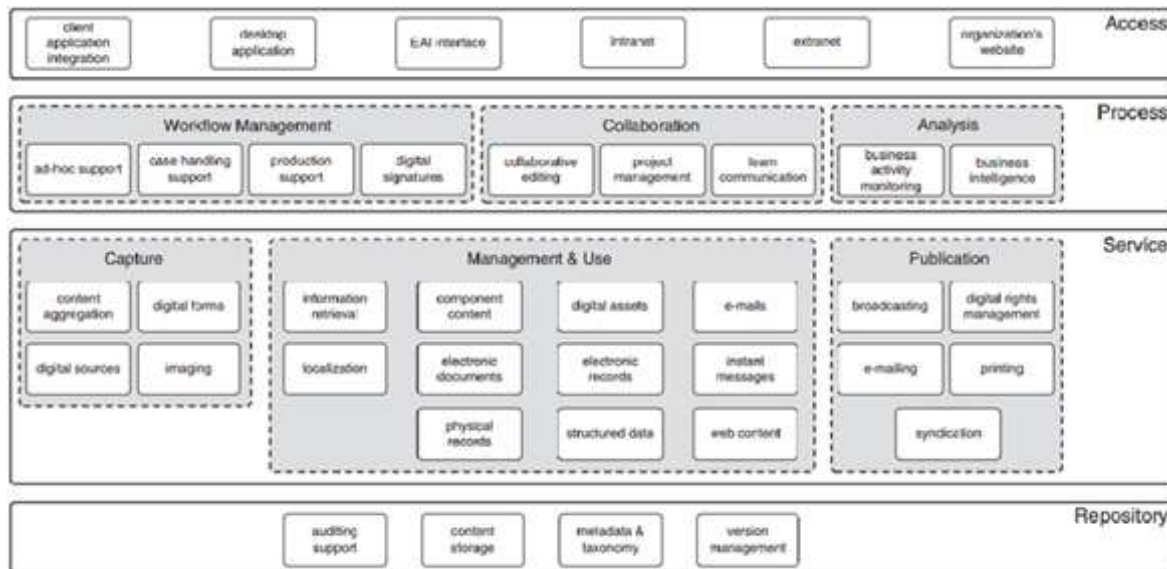 Access
client
application
integration
desktop
application
EAI interface
intranet
extranet
organization's
website
Process
Workflow Management
ad-hoc support
case handling
support
production
support
digital
signatures
Collaboration
collaborative
editing
project
management
team
communication
Analysis
business
activity
monitoring
business
intelligence
Service
Capture
content
aggregation
digital forms
digital sources
imaging
Management & Use
information
retrieval
component
content
digital assets
e-mails
localization
electronic
documents
electronic
records
instant
messages
physical
records
structured data
web content
Publication
broadcasting
digital rights
management
e-mailing
printing
syndication
Repository
auditing
support
content
storage
metadata &
taxonomy
version
management